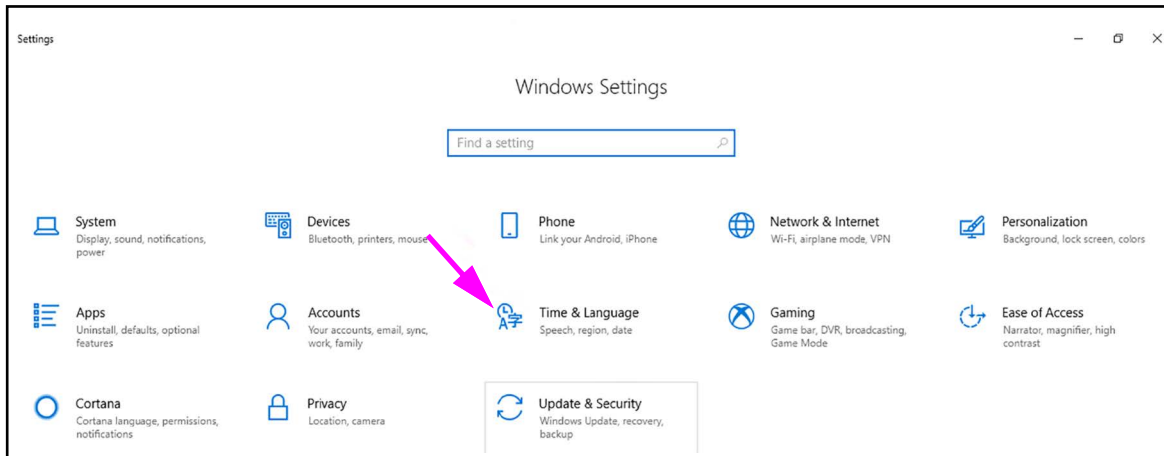 Settings
Windows Settings
Find a setting
System
Display, sound, notifications,
power
Devices
Bluetooth, printers, mouse
Phone
Link your Android, iPhone
Network & Internet
Wi-Fi, airplane mode, VPN
Personalization
Background, lock screen, colors
Apps
Uninstall, defaults, optional
features
Accounts
Your accounts, email, sync,
work, family
Time & Language
Speech, region, date
Gaming
Game bar, DVR, broadcasting,
Game Mode
Ease of Access
Narrator, magnifier, high
contrast
Cortana
Cortana language, permissions,
notifications
Privacy
Location, camera
Update & Security
Windows Update, recovery,
backup